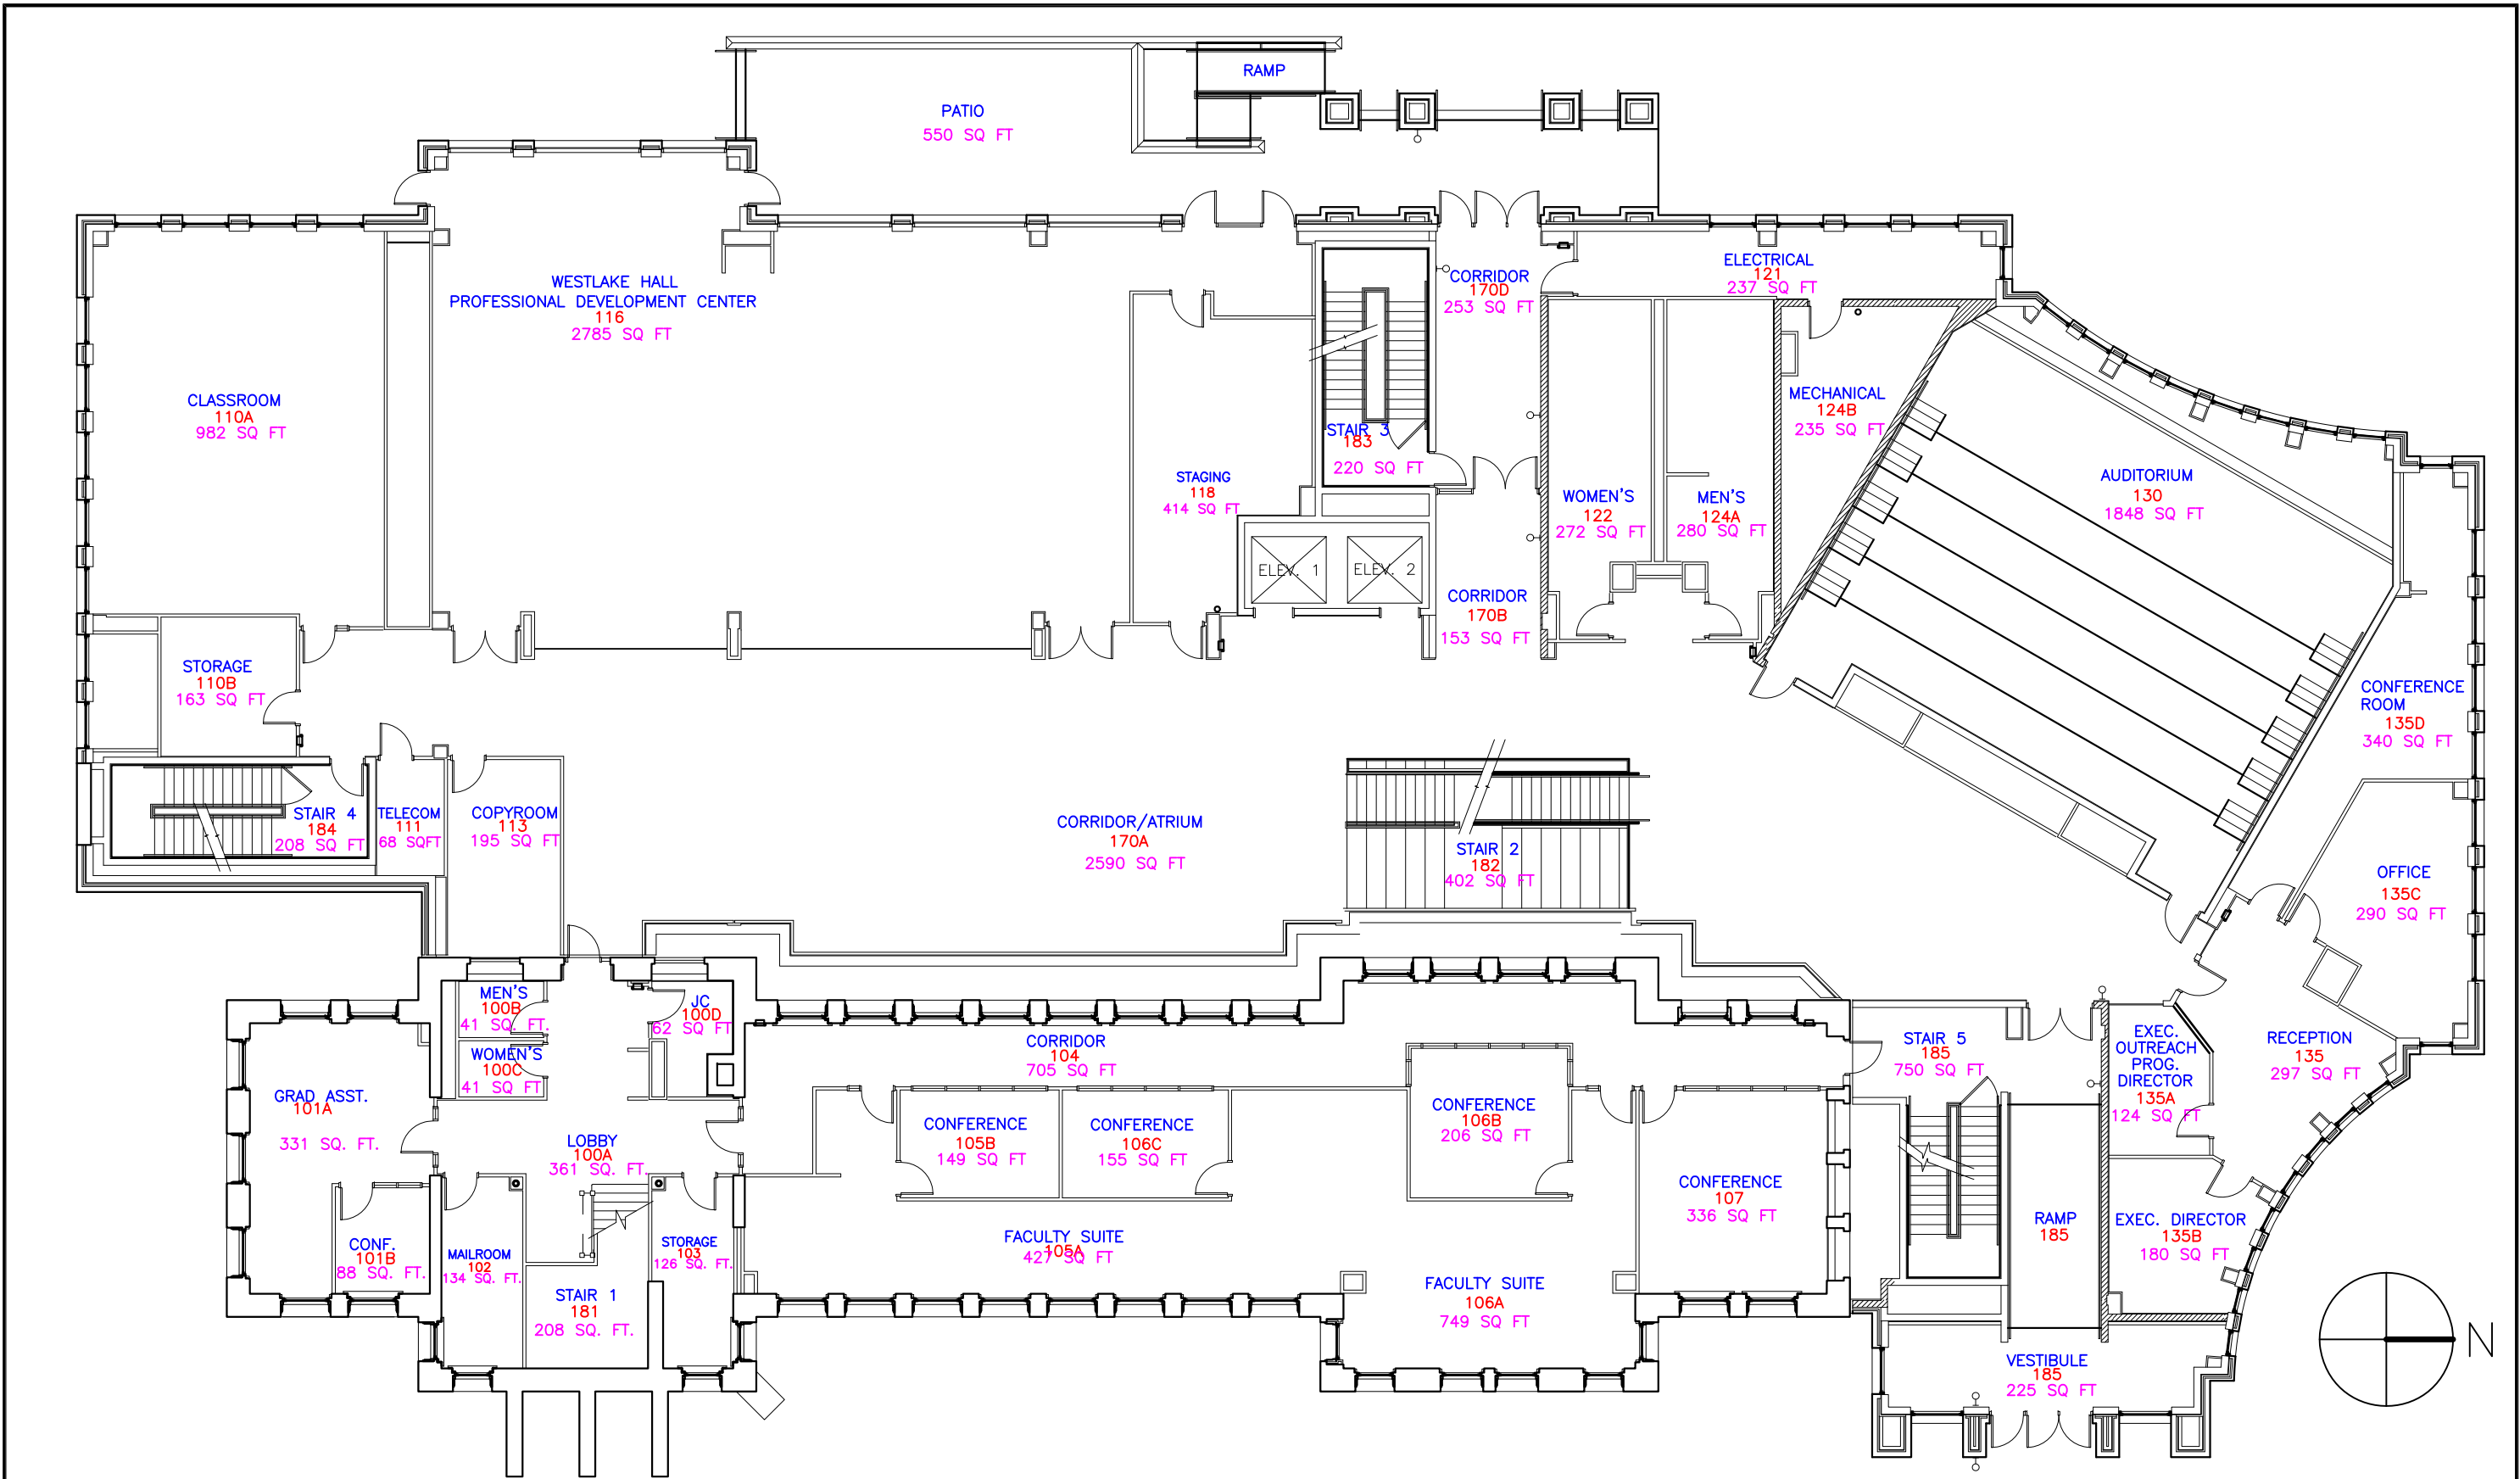 RAMP
PATIO
550 SQ FT
WESTLAKE HALL
PROFESSIONAL DEVELOPMENT CENTER
116
2785 SQ FT
CORRIDOR
170D
253 SQ FT
ELECTRICAL
121
237 SQ FT
CLASSROOM
110A
982 SQ FT
STAIR 3
183
220 SQ FT
MECHANICAL
124B
235 SQ FT
STAGING
118
414 SQ FT
WOMEN'S
122
272 SQ FT
MEN'S
124A
280 SQ FT
AUDITORIUM
130
1848 SQ FT
ELEV. 1
ELEV. 2
CORRIDOR
170B
153 SQ FT
STORAGE
110B
163 SQ FT
CONFERENCE
ROOM
135D
340 SQ FT
STAIR 4
184
208 SQ FT
TELECOM
111
68 SQFT
COPYROOM
113
195 SQ FT
CORRIDOR/ATRIUM
170A
2590 SQ FT
STAIR 2
182
402 SQ FT
OFFICE
135C
290 SQ FT
MEN'S
100B
41 SQ. FT.
JC
100D
62 SQ FT
WOMEN'S
100C
41 SQ FT
CORRIDOR
104
705 SQ FT
STAIR 5
185
750 SQ FT
EXEC.
OUTREACH
PROG.
DIRECTOR
135A
124 SQ FT
RECEPTION
135
297 SQ FT
GRAD ASST.
101A
331 SQ. FT.
LOBBY
100A
361 SQ. FT.
CONFERENCE
105B
149 SQ FT
CONFERENCE
106C
155 SQ FT
CONFERENCE
106B
206 SQ FT
CONFERENCE
107
336 SQ FT
CONF.
101B
88 SQ. FT.
MAILROOM
102
134 SQ. FT.
STORAGE
103
126 SQ. FT.
STAIR 1
181
208 SQ. FT.
FACULTY SUITE
105A
427 SQ FT
FACULTY SUITE
106A
749 SQ FT
RAMP
185
EXEC. DIRECTOR
135B
180 SQ FT
VESTIBULE
185
225 SQ FT
N